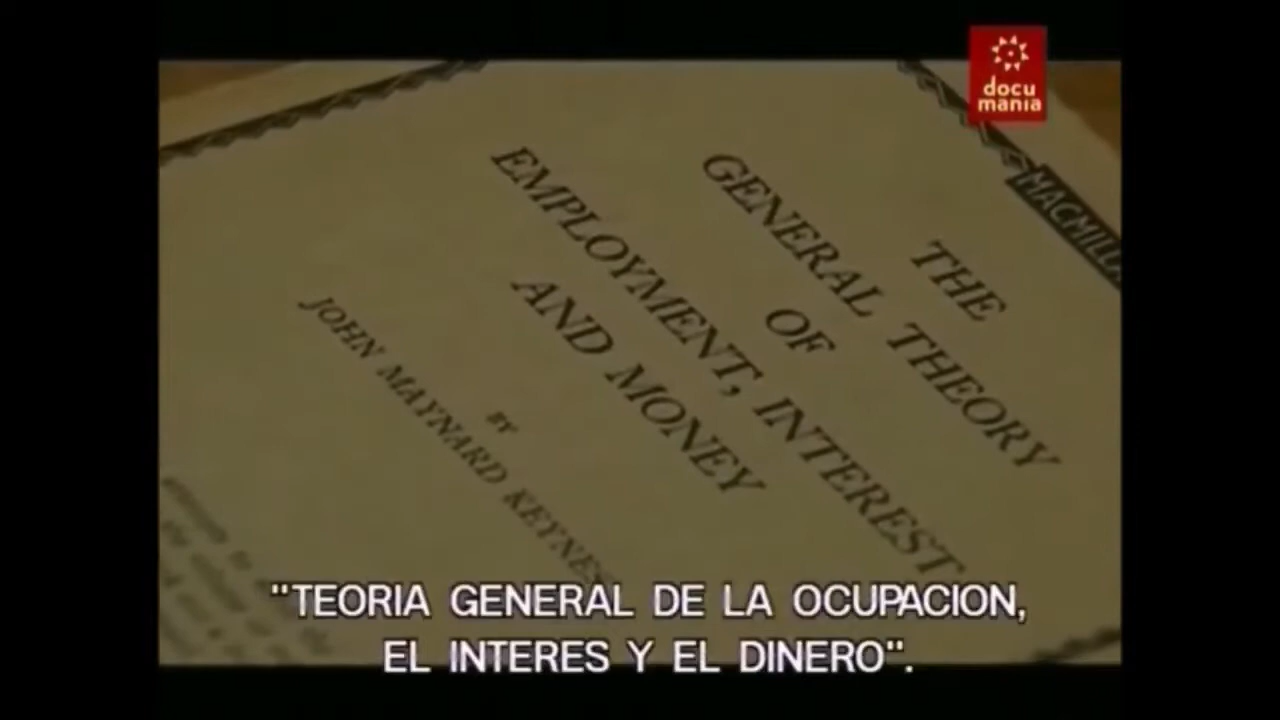 docu
mania
MACMILLA
THE
GENERAL THEORY
OF
EMPLOYMENT, INTEREST
AND MONEY
BY
JOHN MAYNARD KEYNES
"TEORIA GENERAL DE LA OCUPACION,
EL INTERES Y EL DINERO".